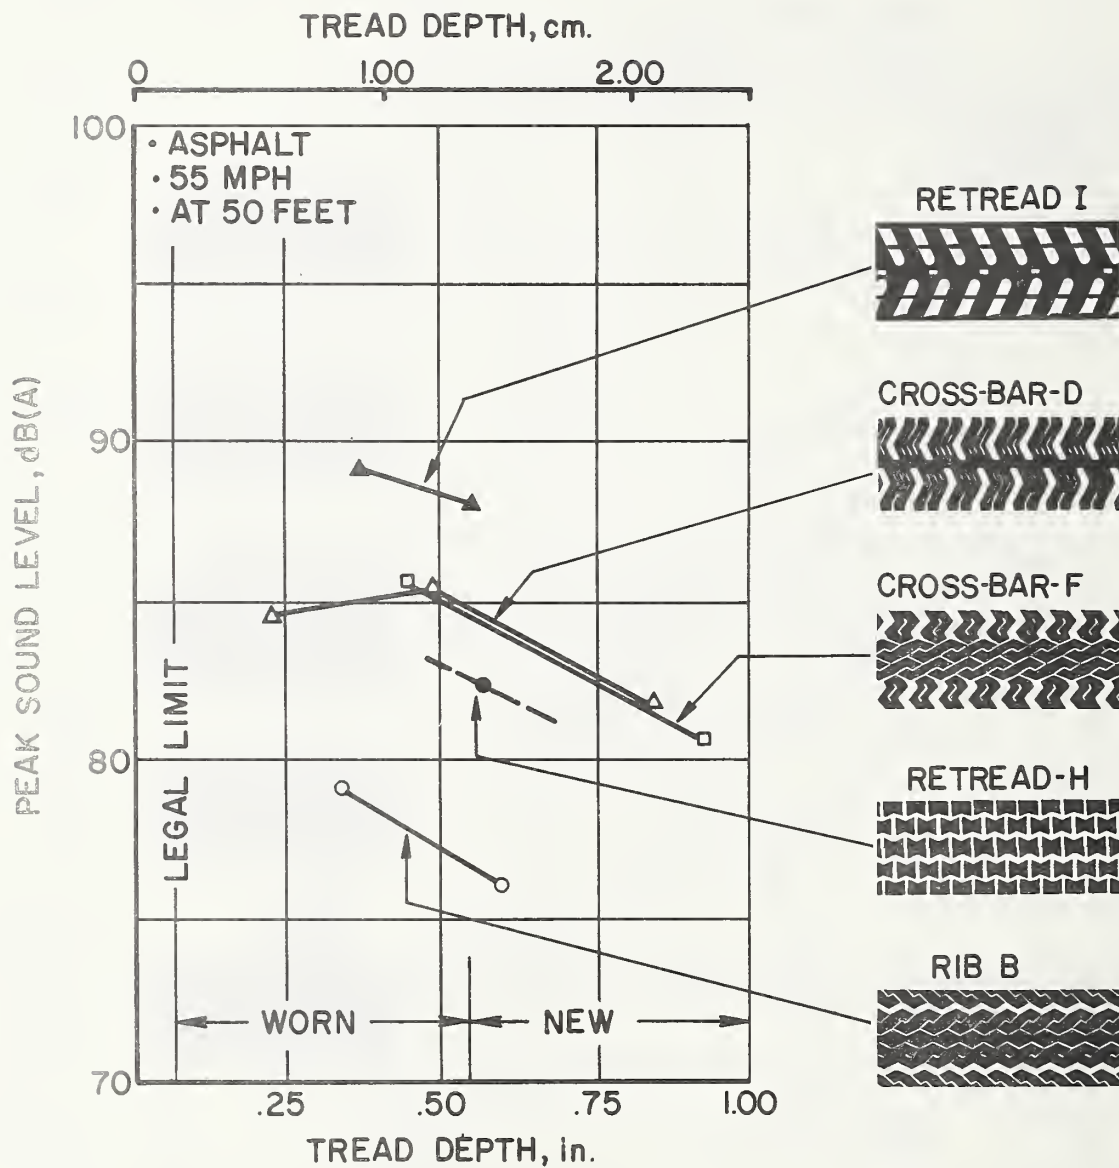 TREAD DEPTH, cm.
0 1.00 2.00
100
• ASPHALT
• 55 MPH
• AT 50 FEET
RETREAD I
CROSS-BAR-D
90
PEAK SOUND LEVEL, dB(A)
CROSS-BAR-F
LEGAL LIMIT
80
RETREAD-H
RIB B
WORN NEW
70
.25 .50 .75 1.00
TREAD DEPTH, in.